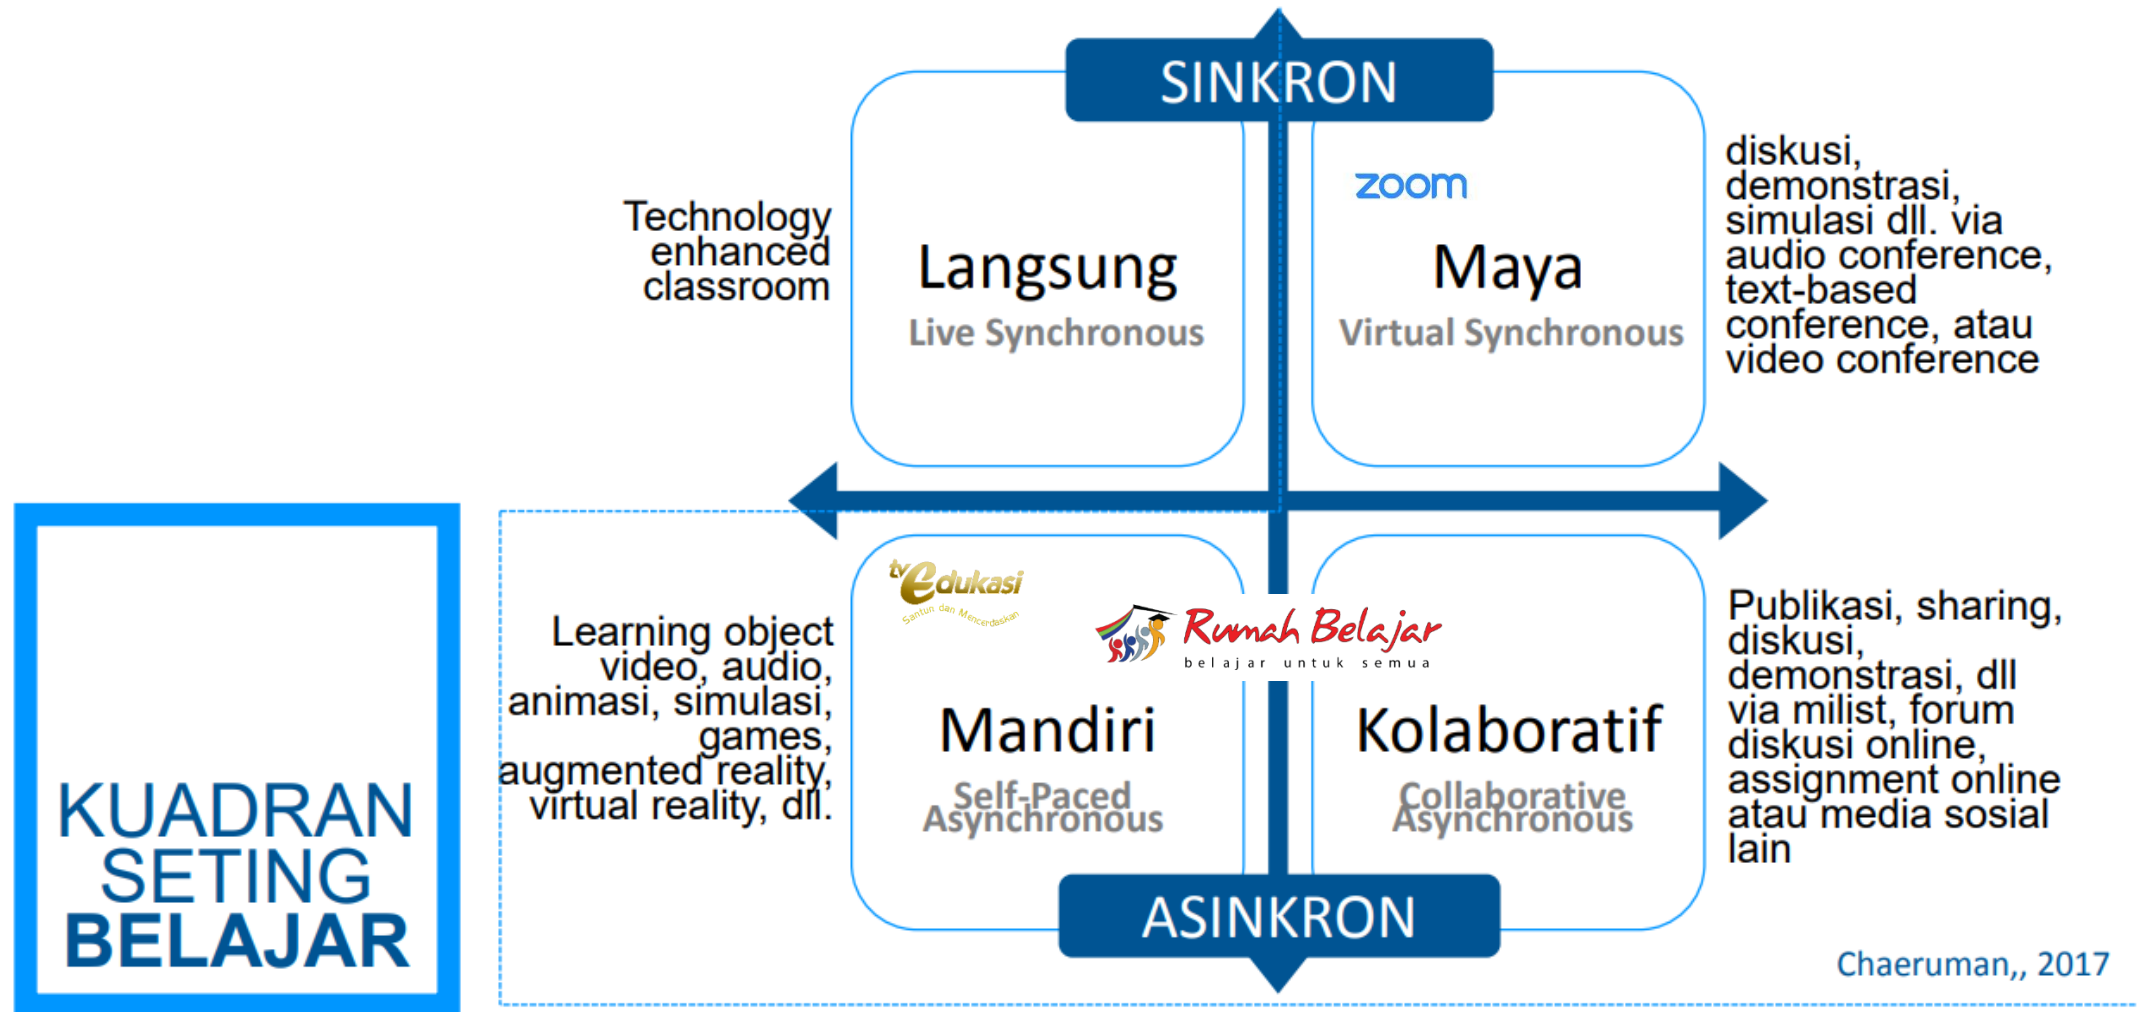 SINKRON
Technology
enhanced
classroom
Langsung
Live Synchronous
zoom
Maya
Virtual Synchronous
diskusi,
demonstrasi,
simulasi dll. via
audio conference,
text-based
conference, atau
video conference
KUADRAN
SETING
BELAJAR
Learning object
video, audio,
animasi, simulasi,
games,
augmented reality,
virtual reality, dll.
tv edukasi
Santun dan Mencerdaskan
Rumah Belajar
belajar untuk semua
Mandiri
Self-Paced
Asynchronous
Kolaboratif
Collaborative
Asynchronous
Publikasi, sharing,
diskusi,
demonstrasi, dll
via milist, forum
diskusi online,
assignment online
atau media sosial
lain
ASINKRON
Chaeruman,, 2017